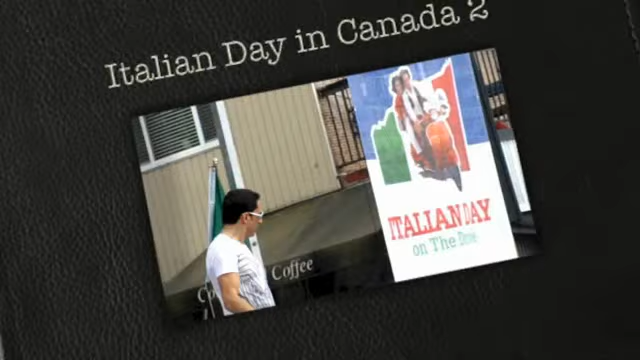 Italian Day in Canada 2
ITALIAN DAY
on The Drive
Coffee